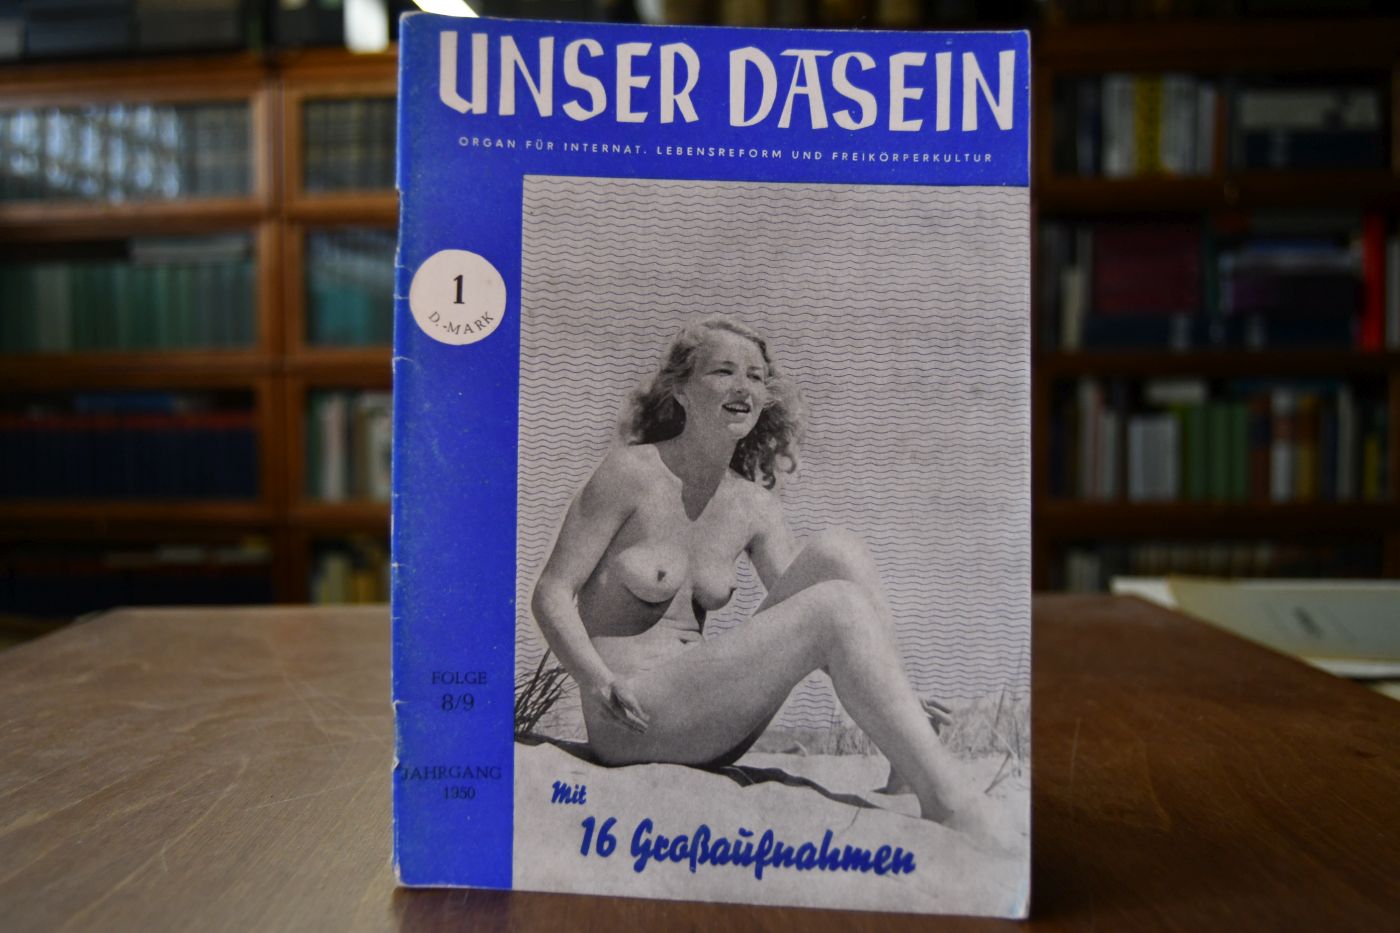 UNSER DASEIN
ORGAN FÜR INTERNAT. LEBENSREFORM UND FREIKÖRPERKULTUR
1
D.-MARK
FOLGE
8/9
JAHRGANG
1950
Mit
16 Großaufnahmen